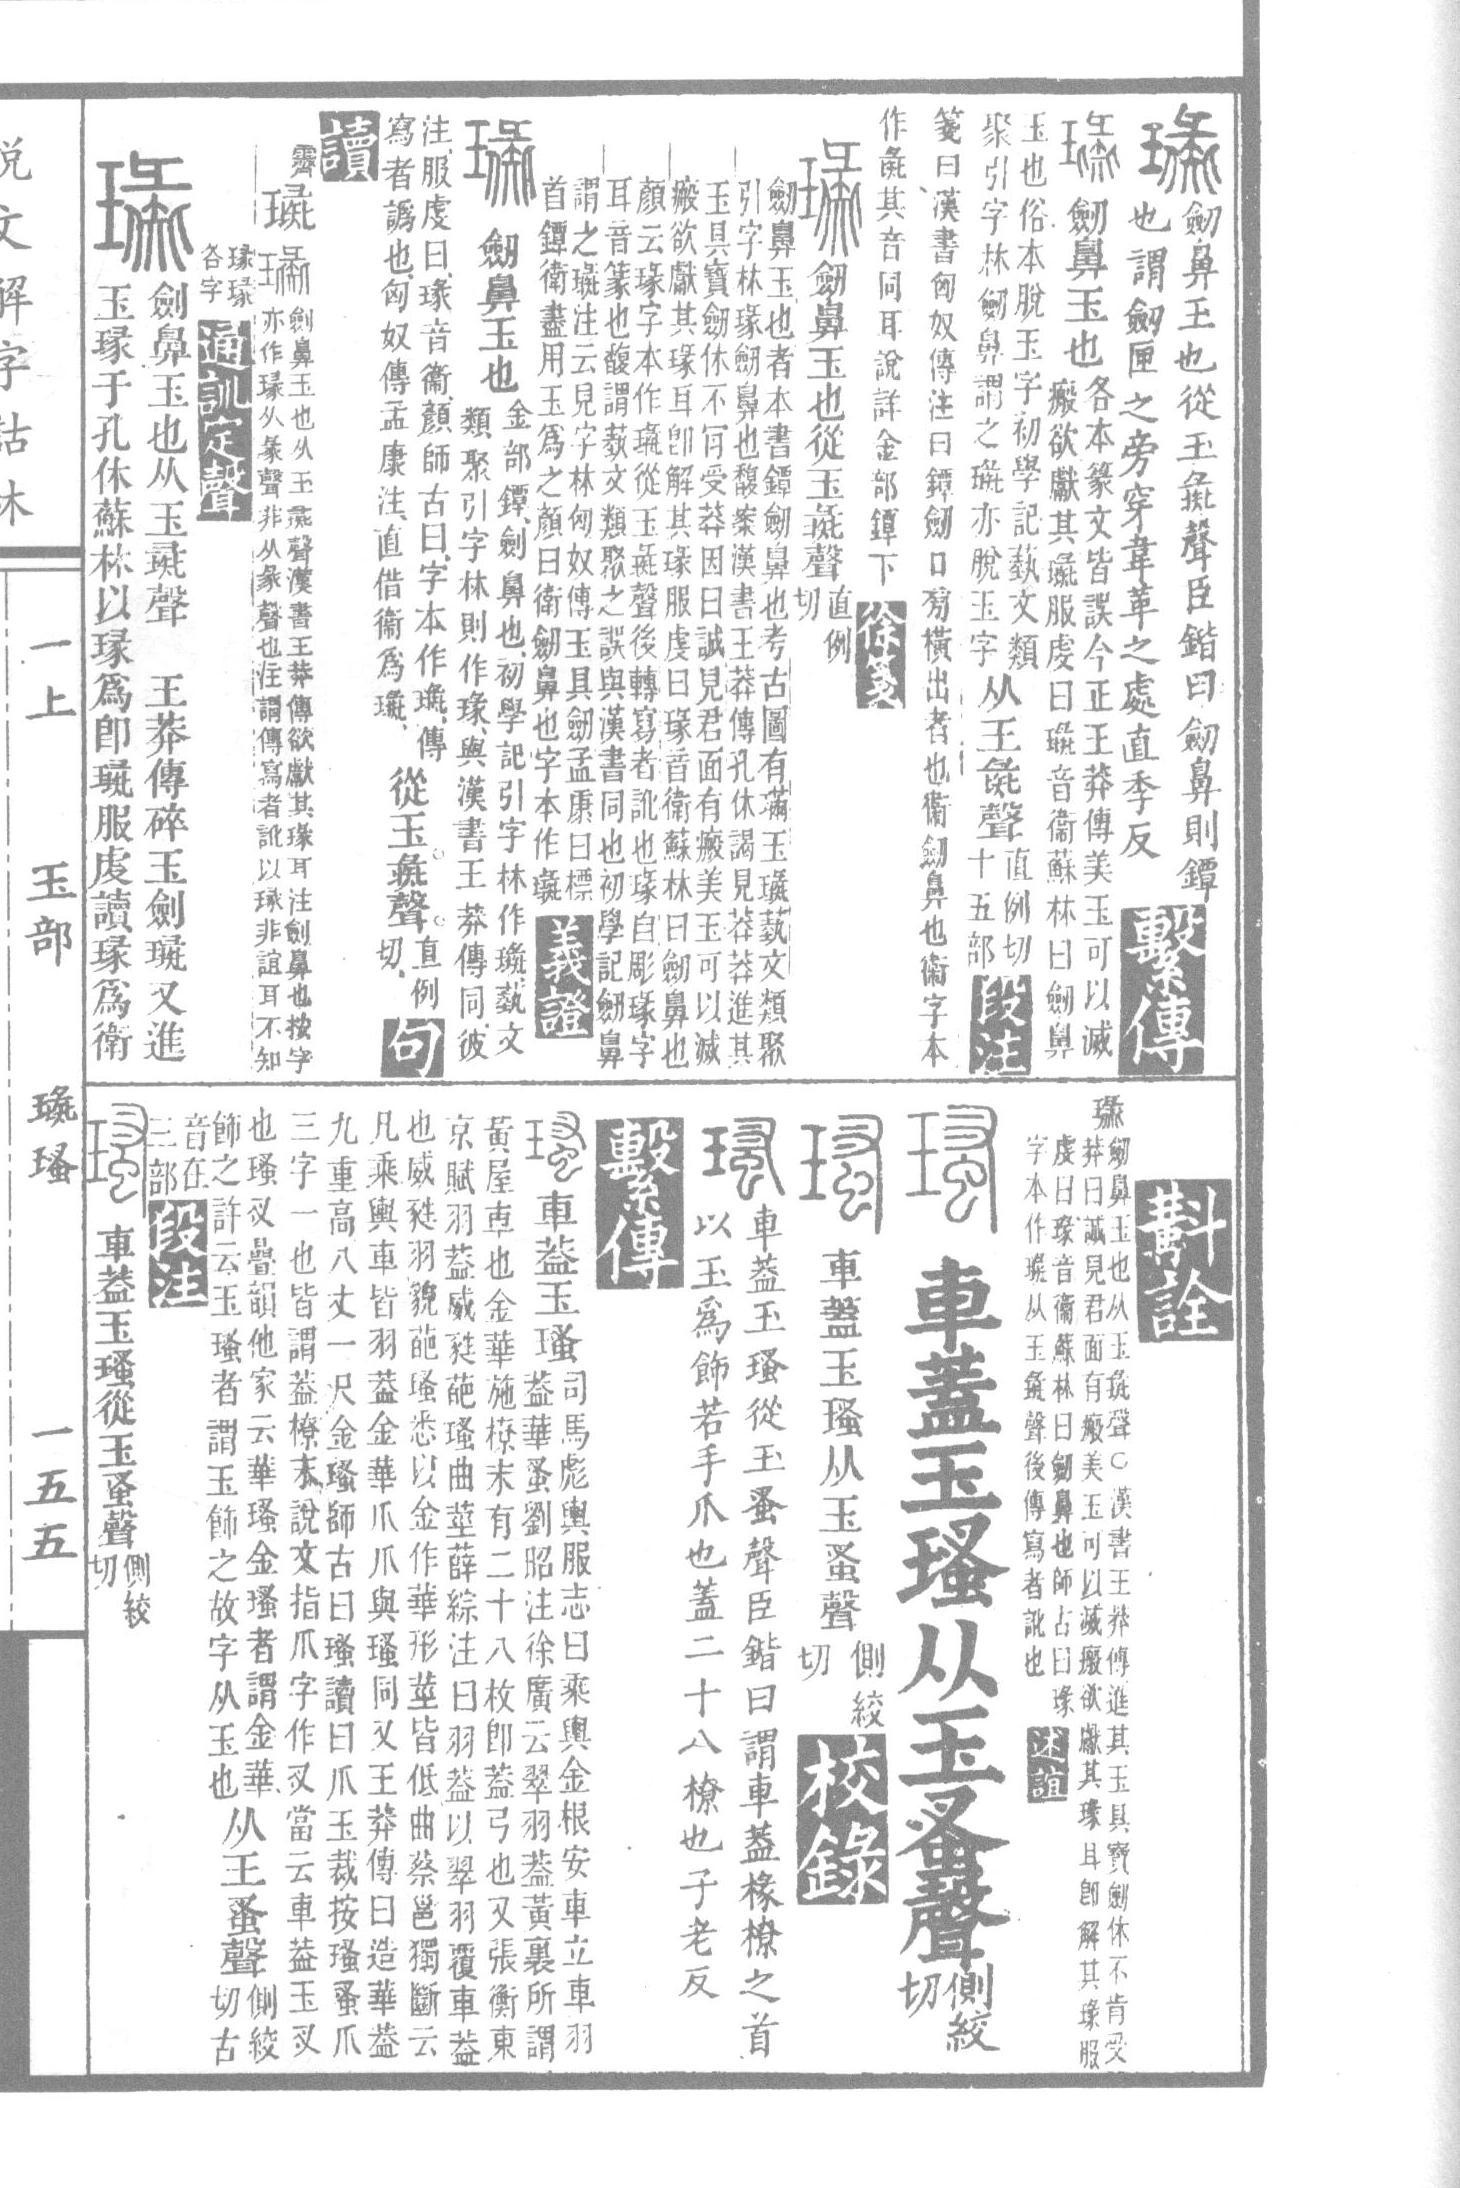 劒鼻玉也從玉彘聲臣鍇曰劒鼻則鐔
也謂劒匣之旁穿韋革之處直季反
繫傳
劒鼻玉也
各本篆文皆誤今正王莽傳美玉可以滅
瘢欲獻其璏服虔曰璏音衞蘇林曰劒鼻
玉也俗本脫玉字初學記藝文類
聚引字林劒鼻謂之璏亦脫玉字
从王彘聲
直例切
十五部
段注
箋曰漢書匈奴傳注曰鐔劒口旁橫出者也衞劒鼻也衞字本
作彘其音同耳說詳金部鐔下
徐箋
劒鼻玉也從玉彘聲
直例
切
劒鼻玉也者本書鐔劒鼻也考古圖有璊玉璏藝文類聚
引字林瑑劒鼻也馥案漢書王莽傳孔休謁見莽莽進其
玉具寶劒休不肯受莽因曰誠見君面有瘢美玉可以滅
瘢欲獻其瑑耳卽解其瑑服虔曰瑑音衞蘇林曰劒鼻也
顏云瑑字本作璏從玉彘聲後轉寫者訛也瑑自彫瑑字
耳音篆也馥謂藝文類聚之誤與漢書同也初學記劒鼻
謂之璏注云見字林匈奴傳玉具劒孟康曰標
首鐔衞盡用玉爲之顏曰衞劒鼻也字本作璏
義證
劒鼻玉也
金部鐔、劍鼻也、初學記引字林作璏、藝文
類聚引字林則作瑑、與漢書王莽傳同、彼
注、服虔曰、瑑音衞、顏師古曰、字本作璏、傳
寫者譌也、匈奴傳孟康注、直借衞爲璏、
從玉彘聲
直例
切、
句
讀
霽
璏
劍鼻玉也从玉彘聲漢書王莽傳欲獻其瑑耳注劍鼻也按字
亦作瑑从彖聲非从彖聲也注謂傳寫者訛以瑑非誼耳不知
瑑瑑
各字
通訓定聲
劍鼻玉也从玉彘聲　王莽傳碎玉劍璏又進
玉瑑于孔休蘇林以瑑爲卽璏服虔讀瑑爲衛
斠詮
璏
劒鼻玉也从玉彘聲○漢書王莽傳進其玉具寶劒休不肯受
莽曰誠見君面有瘢美玉可以滅瘢欲獻其瑑耳卽解其瑑服
虔曰瑑音衞蘇林曰劒鼻也師古曰瑑
字本作璏从玉彘聲後傳寫者訛也
述誼
車蓋玉瑵从玉蚤聲
側絞
切
車蓋玉瑵从玉蚤聲
側絞
切
校錄
車蓋玉瑵從玉蚤聲臣鍇曰謂車蓋椽橑之首
以玉爲飾若手爪也蓋二十八橑也子老反
繫傳
車蓋玉瑵
司馬彪輿服志曰乘輿金根安車立車羽
蓋華蚤劉昭注徐廣云翠羽蓋黃裏所謂
黃屋車也金華施橑末有二十八枚卽蓋弓也又張衡東
京賦羽蓋威蕤葩瑵曲莖薛綜注曰羽蓋以翠羽覆車蓋
也威蕤羽貌葩瑵悉以金作華形莖皆低曲蔡邕獨斷云
凡乘輿車皆羽蓋金華爪爪與瑵同又王莽傳曰造華蓋
九重高八丈一尺金瑵師古曰瑵讀曰爪玉裁按瑵蚤爪
三字一也皆謂蓋橑末說文指爪字作叉當云車蓋玉叉
也瑵叉疊韻他家云華瑵金瑵者謂金華
飾之許云玉瑵者謂玉飾之故字从玉也
从王蚤聲
側絞
切古
音在
三部
段注
車蓋玉瑵從玉蚤聲
側絞
切
說文解字詁林
一上
玉部
璏瑵
一五五